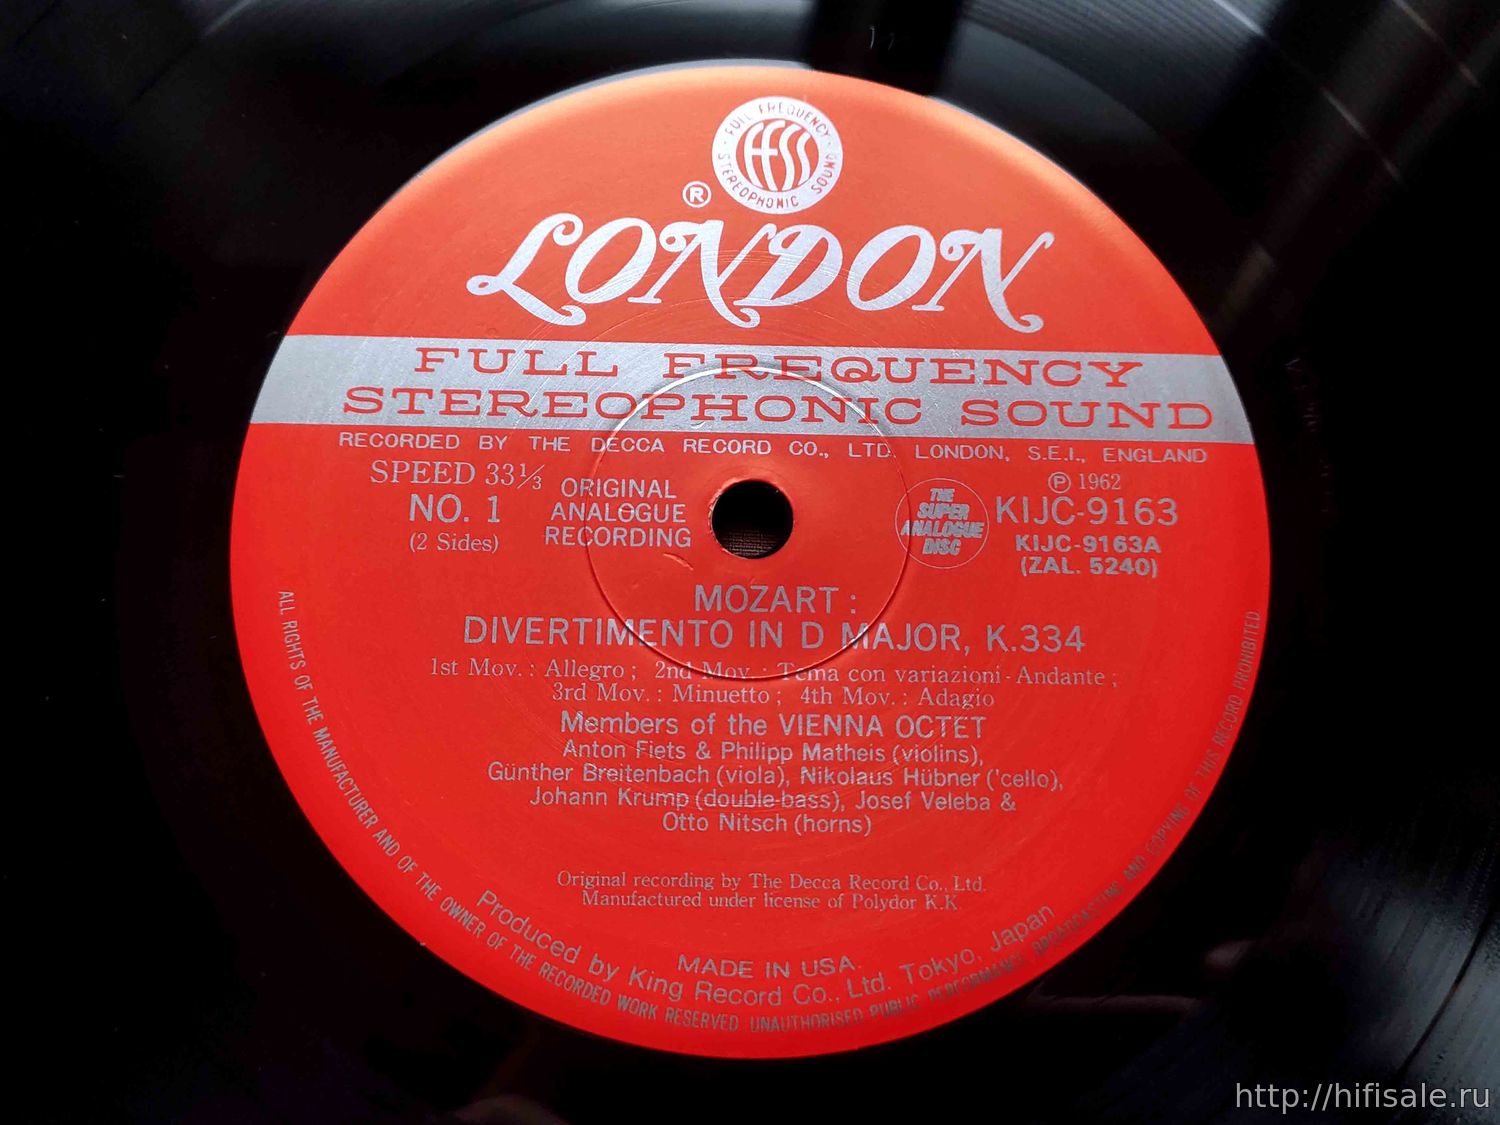 FULL FREQUENCY
ffss
STEREOPHONIC SOUND
®
LONDON
FULL FREQUENCY
STEREOPHONIC SOUND
RECORDED BY THE DECCA RECORD CO., LTD. LONDON, S.E.I., ENGLAND
SPEED 33⅓
NO. 1
(2 Sides)
ORIGINAL
ANALOGUE
RECORDING
THE
SUPER
ANALOGUE
DISC
℗ 1962
KIJC-9163
KIJC-9163A
(ZAL. 5240)
MOZART :
DIVERTIMENTO IN D MAJOR, K.334
1st Mov. : Allegro ; 2nd Mov. : Tema con variazioni - Andante ;
3rd Mov. : Minuetto ; 4th Mov. : Adagio
Members of the VIENNA OCTET
Anton Fiets & Philipp Matheis (violins),
Günther Breitenbach (viola), Nikolaus Hübner ('cello),
Johann Krump (double-bass), Josef Veleba &
Otto Nitsch (horns)
Original recording by The Decca Record Co., Ltd.
Manufactured under license of Polydor K.K.
MADE IN USA.
Produced by King Record Co., Ltd. Tokyo, Japan
ALL RIGHTS OF THE MANUFACTURER AND OF THE OWNER OF THE RECORDED WORK RESERVED UNAUTHORISED PUBLIC PERFORMANCE BROADCASTING AND COPYING OF THIS RECORD PROHIBITED
http://hifisale.ru